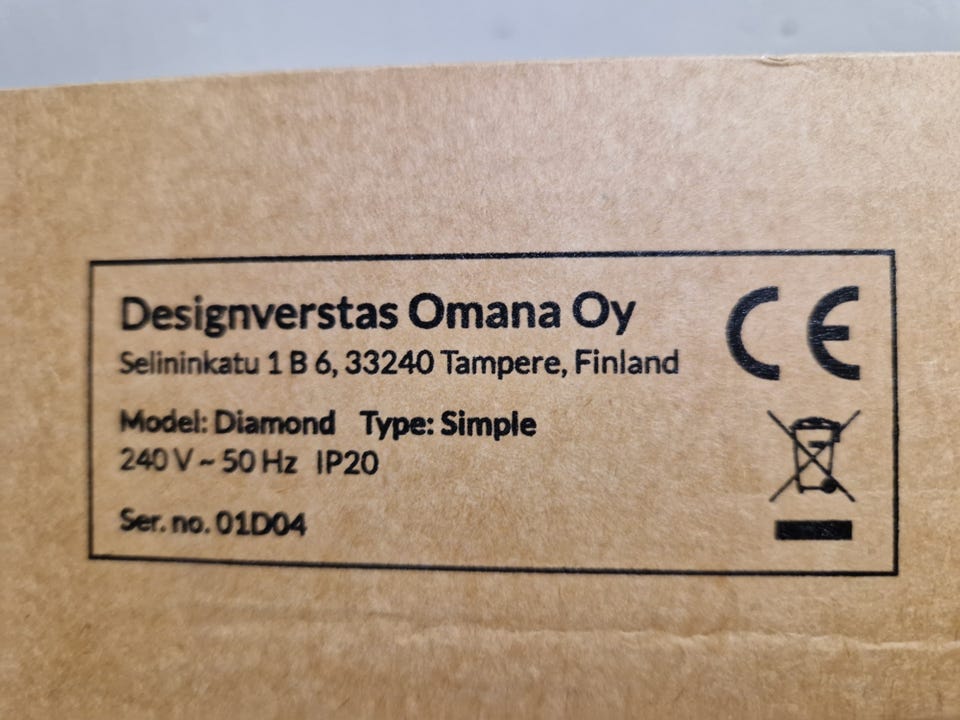 Designverstas Omana Oy
Selininkatu 1 B 6, 33240 Tampere, Finland
CE
Model: Diamond Type: Simple
240 V ~ 50 Hz IP20
Ser. no. 01D04